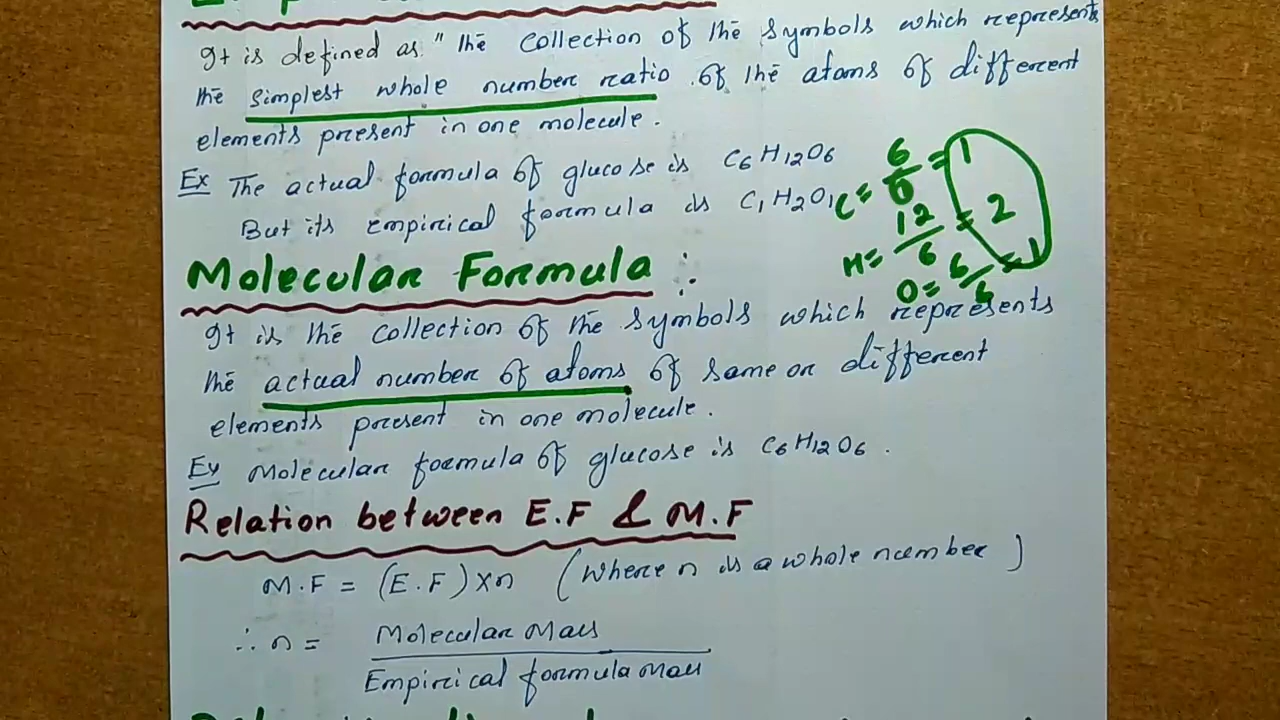 It is defined as "The collection of the symbols which represents
the simplest whole number ratio of the atoms of different
elements present in one molecule.
Ex The actual formula of glucose is C6H12O6
But its empirical formula is C1H2O1
C = 6/6 = 1
H = 12/6 = 2
O = 6/6 = 1
Molecular Formula :
It is the collection of the symbols which represents
the actual number of atoms of same or different
elements present in one molecule.
Ex Molecular formula of glucose is C6H12O6.
Relation between E.F & M.F
M.F = (E.F) x n (Where n is a whole number)
∴ n = Molecular Mass
Empirical formula Mass